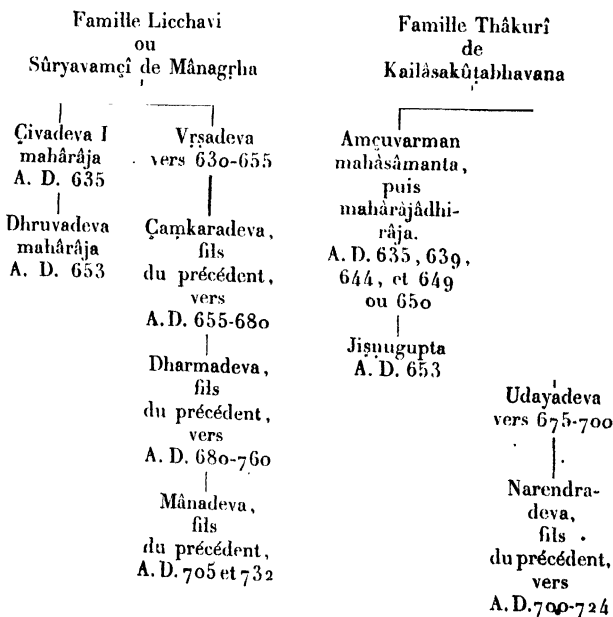 Famille Licchavi
ou
Sûryavamçî de Mânagṛha
Çivadeva I
mahârâja
A. D. 635
Dhruvadeva
mahârâja
A. D. 653
Vṛsadeva
vers 630-655
Çaṃkaradeva,
fils
du précédent,
vers
A.D. 655-680
Dharmadeva,
fils
du précédent,
vers
A. D. 680-760
Mânadeva,
fils
du précédent,
A. D. 705 et 732
Famille Thâkurî
de
Kailâsakûṭabhavana
Amçuvarman
mahâsâmanta,
puis
mahârâjâdhi-
râja.
A. D. 635, 639,
644, et 649
ou 650
Jiṣṇugupta
A. D. 653
Udayadeva
vers 675-700
Narendra-
deva,
fils
du précédent,
vers
A.D. 700-724